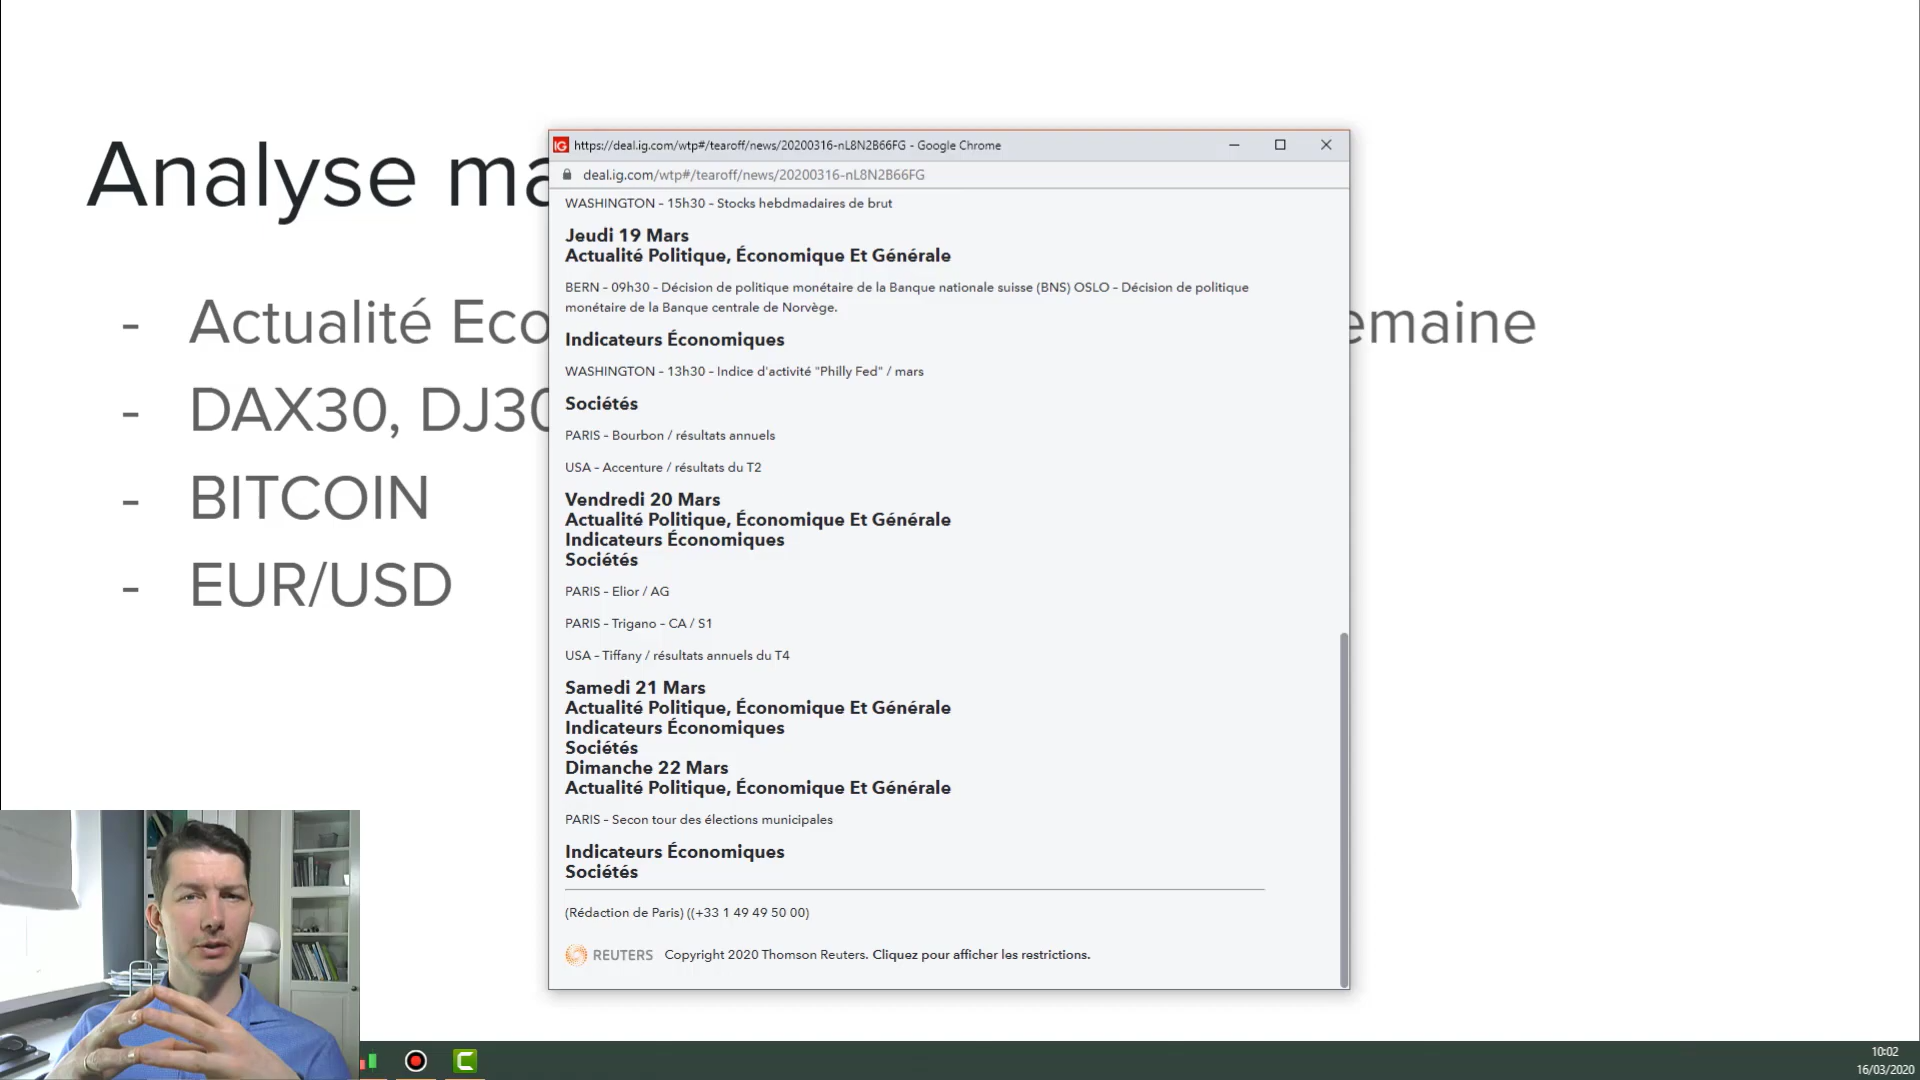 Analyse ma
- Actualité Eco
emaine
- DAX30, DJ30
- BITCOIN
- EUR/USD
https://deal.ig.com/wtp#/tearoff/news/20200316-nL8N2B66FG - Google Chrome
deal.ig.com/wtp#/tearoff/news/20200316-nL8N2B66FG
WASHINGTON - 15h30 - Stocks hebdmadaires de brut
Jeudi 19 Mars
Actualité Politique, Économique Et Générale
BERN - 09h30 - Décision de politique monétaire de la Banque nationale suisse (BNS) OSLO - Décision de politique
monétaire de la Banque centrale de Norvège.
Indicateurs Économiques
WASHINGTON - 13h30 - Indice d'activité "Philly Fed" / mars
Sociétés
PARIS - Bourbon / résultats annuels
USA - Accenture / résultats du T2
Vendredi 20 Mars
Actualité Politique, Économique Et Générale
Indicateurs Économiques
Sociétés
PARIS - Elior / AG
PARIS - Trigano - CA / S1
USA - Tiffany / résultats annuels du T4
Samedi 21 Mars
Actualité Politique, Économique Et Générale
Indicateurs Économiques
Sociétés
Dimanche 22 Mars
Actualité Politique, Économique Et Générale
PARIS - Secon tour des élections municipales
Indicateurs Économiques
Sociétés
(Rédaction de Paris) ((+33 1 49 49 50 00)
REUTERS Copyright 2020 Thomson Reuters. Cliquez pour afficher les restrictions.
10:02
16/03/2020